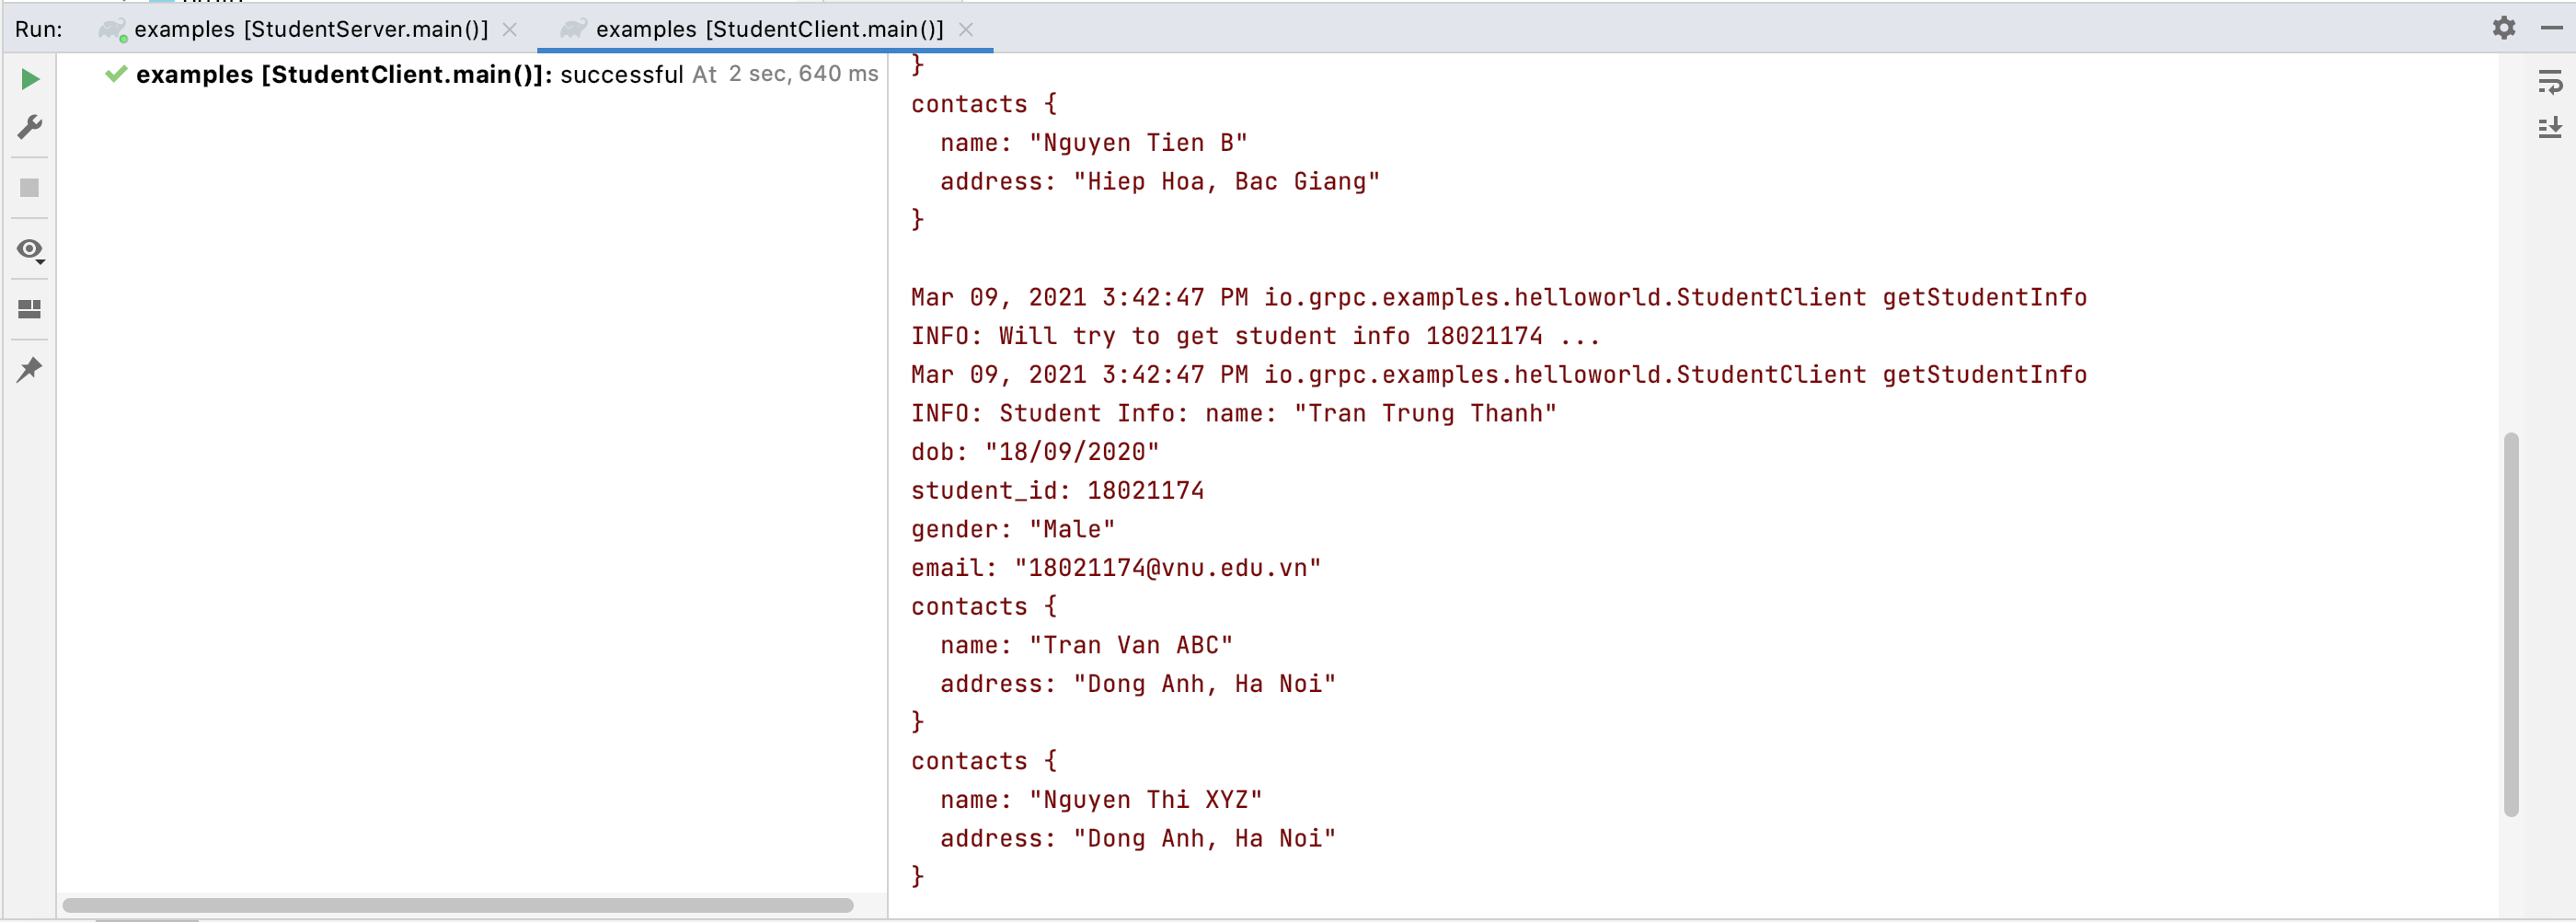 Run: examples [StudentServer.main()] examples [StudentClient.main()]
examples [StudentClient.main()]: successful At 2 sec, 640 ms
}
contacts {
  name: "Nguyen Tien B"
  address: "Hiep Hoa, Bac Giang"
}
Mar 09, 2021 3:42:47 PM io.grpc.examples.helloworld.StudentClient getStudentInfo
INFO: Will try to get student info 18021174 ...
Mar 09, 2021 3:42:47 PM io.grpc.examples.helloworld.StudentClient getStudentInfo
INFO: Student Info: name: "Tran Trung Thanh"
dob: "18/09/2020"
student_id: 18021174
gender: "Male"
email: "18021174@vnu.edu.vn"
contacts {
  name: "Tran Van ABC"
  address: "Dong Anh, Ha Noi"
}
contacts {
  name: "Nguyen Thi XYZ"
  address: "Dong Anh, Ha Noi"
}